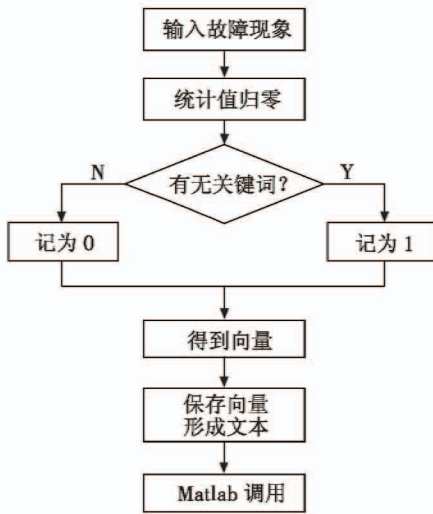 输入故障现象
统计值归零
N
有无关键词?
Y
记为 0
记为 1
得到向量
保存向量
形成文本
Matlab 调用